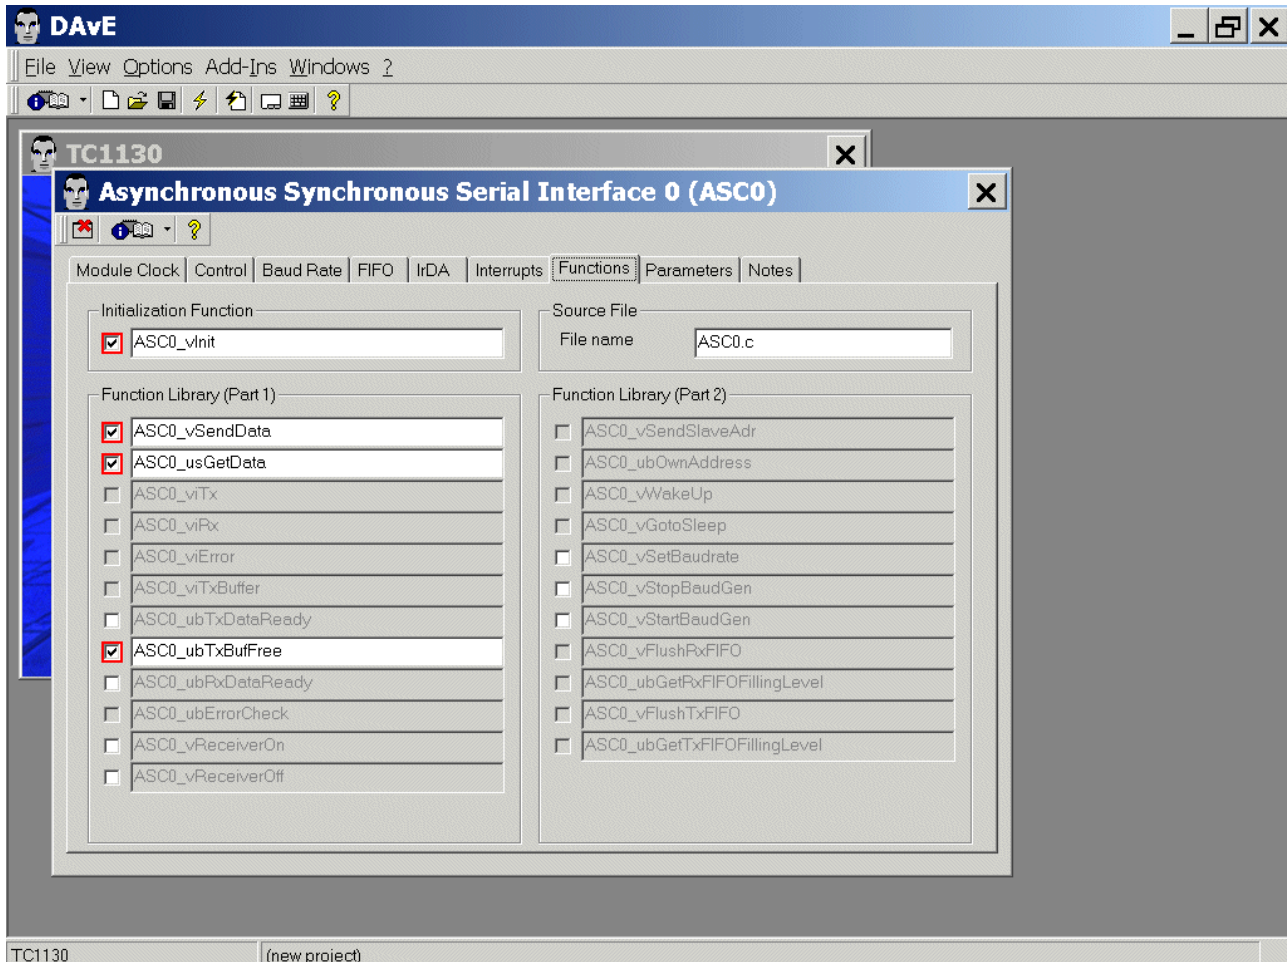 DAvE
File View Options Add-Ins Windows ?
TC1130
Asynchronous Synchronous Serial Interface 0 (ASC0)
Module Clock Control Baud Rate FIFO IrDA Interrupts Functions Parameters Notes
Initialization Function
ASC0_vInit
Source File
File name ASC0.c
Function Library (Part 1)
ASC0_vSendData
ASC0_usGetData
ASC0_viTx
ASC0_viRx
ASC0_viError
ASC0_viTxBuffer
ASC0_ubTxDataReady
ASC0_ubTxBufFree
ASC0_ubRxDataReady
ASC0_ubErrorCheck
ASC0_vReceiverOn
ASC0_vReceiverOff
Function Library (Part 2)
ASC0_vSendSlaveAdr
ASC0_ubOwnAddress
ASC0_vWakeUp
ASC0_vGotoSleep
ASC0_vSetBaudrate
ASC0_vStopBaudGen
ASC0_vStartBaudGen
ASC0_vFlushRxFIFO
ASC0_ubGetRxFIFOFillingLevel
ASC0_vFlushTxFIFO
ASC0_ubGetTxFIFOFillingLevel
TC1130 (new project)